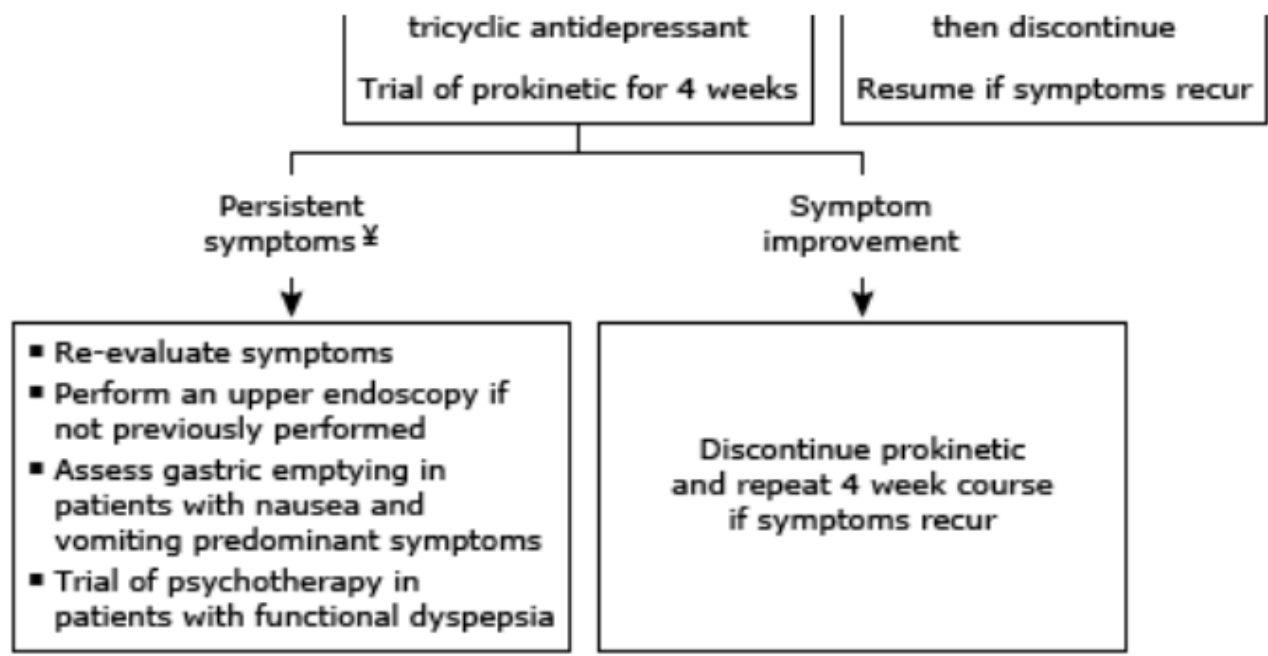 tricyclic antidepressant
Trial of prokinetic for 4 weeks
then discontinue
Resume if symptoms recur
Persistent
symptoms ¥
Symptom
improvement
▪ Re-evaluate symptoms
▪ Perform an upper endoscopy if
not previously performed
▪ Assess gastric emptying in
patients with nausea and
vomiting predominant symptoms
▪ Trial of psychotherapy in
patients with functional dyspepsia
Discontinue prokinetic
and repeat 4 week course
if symptoms recur